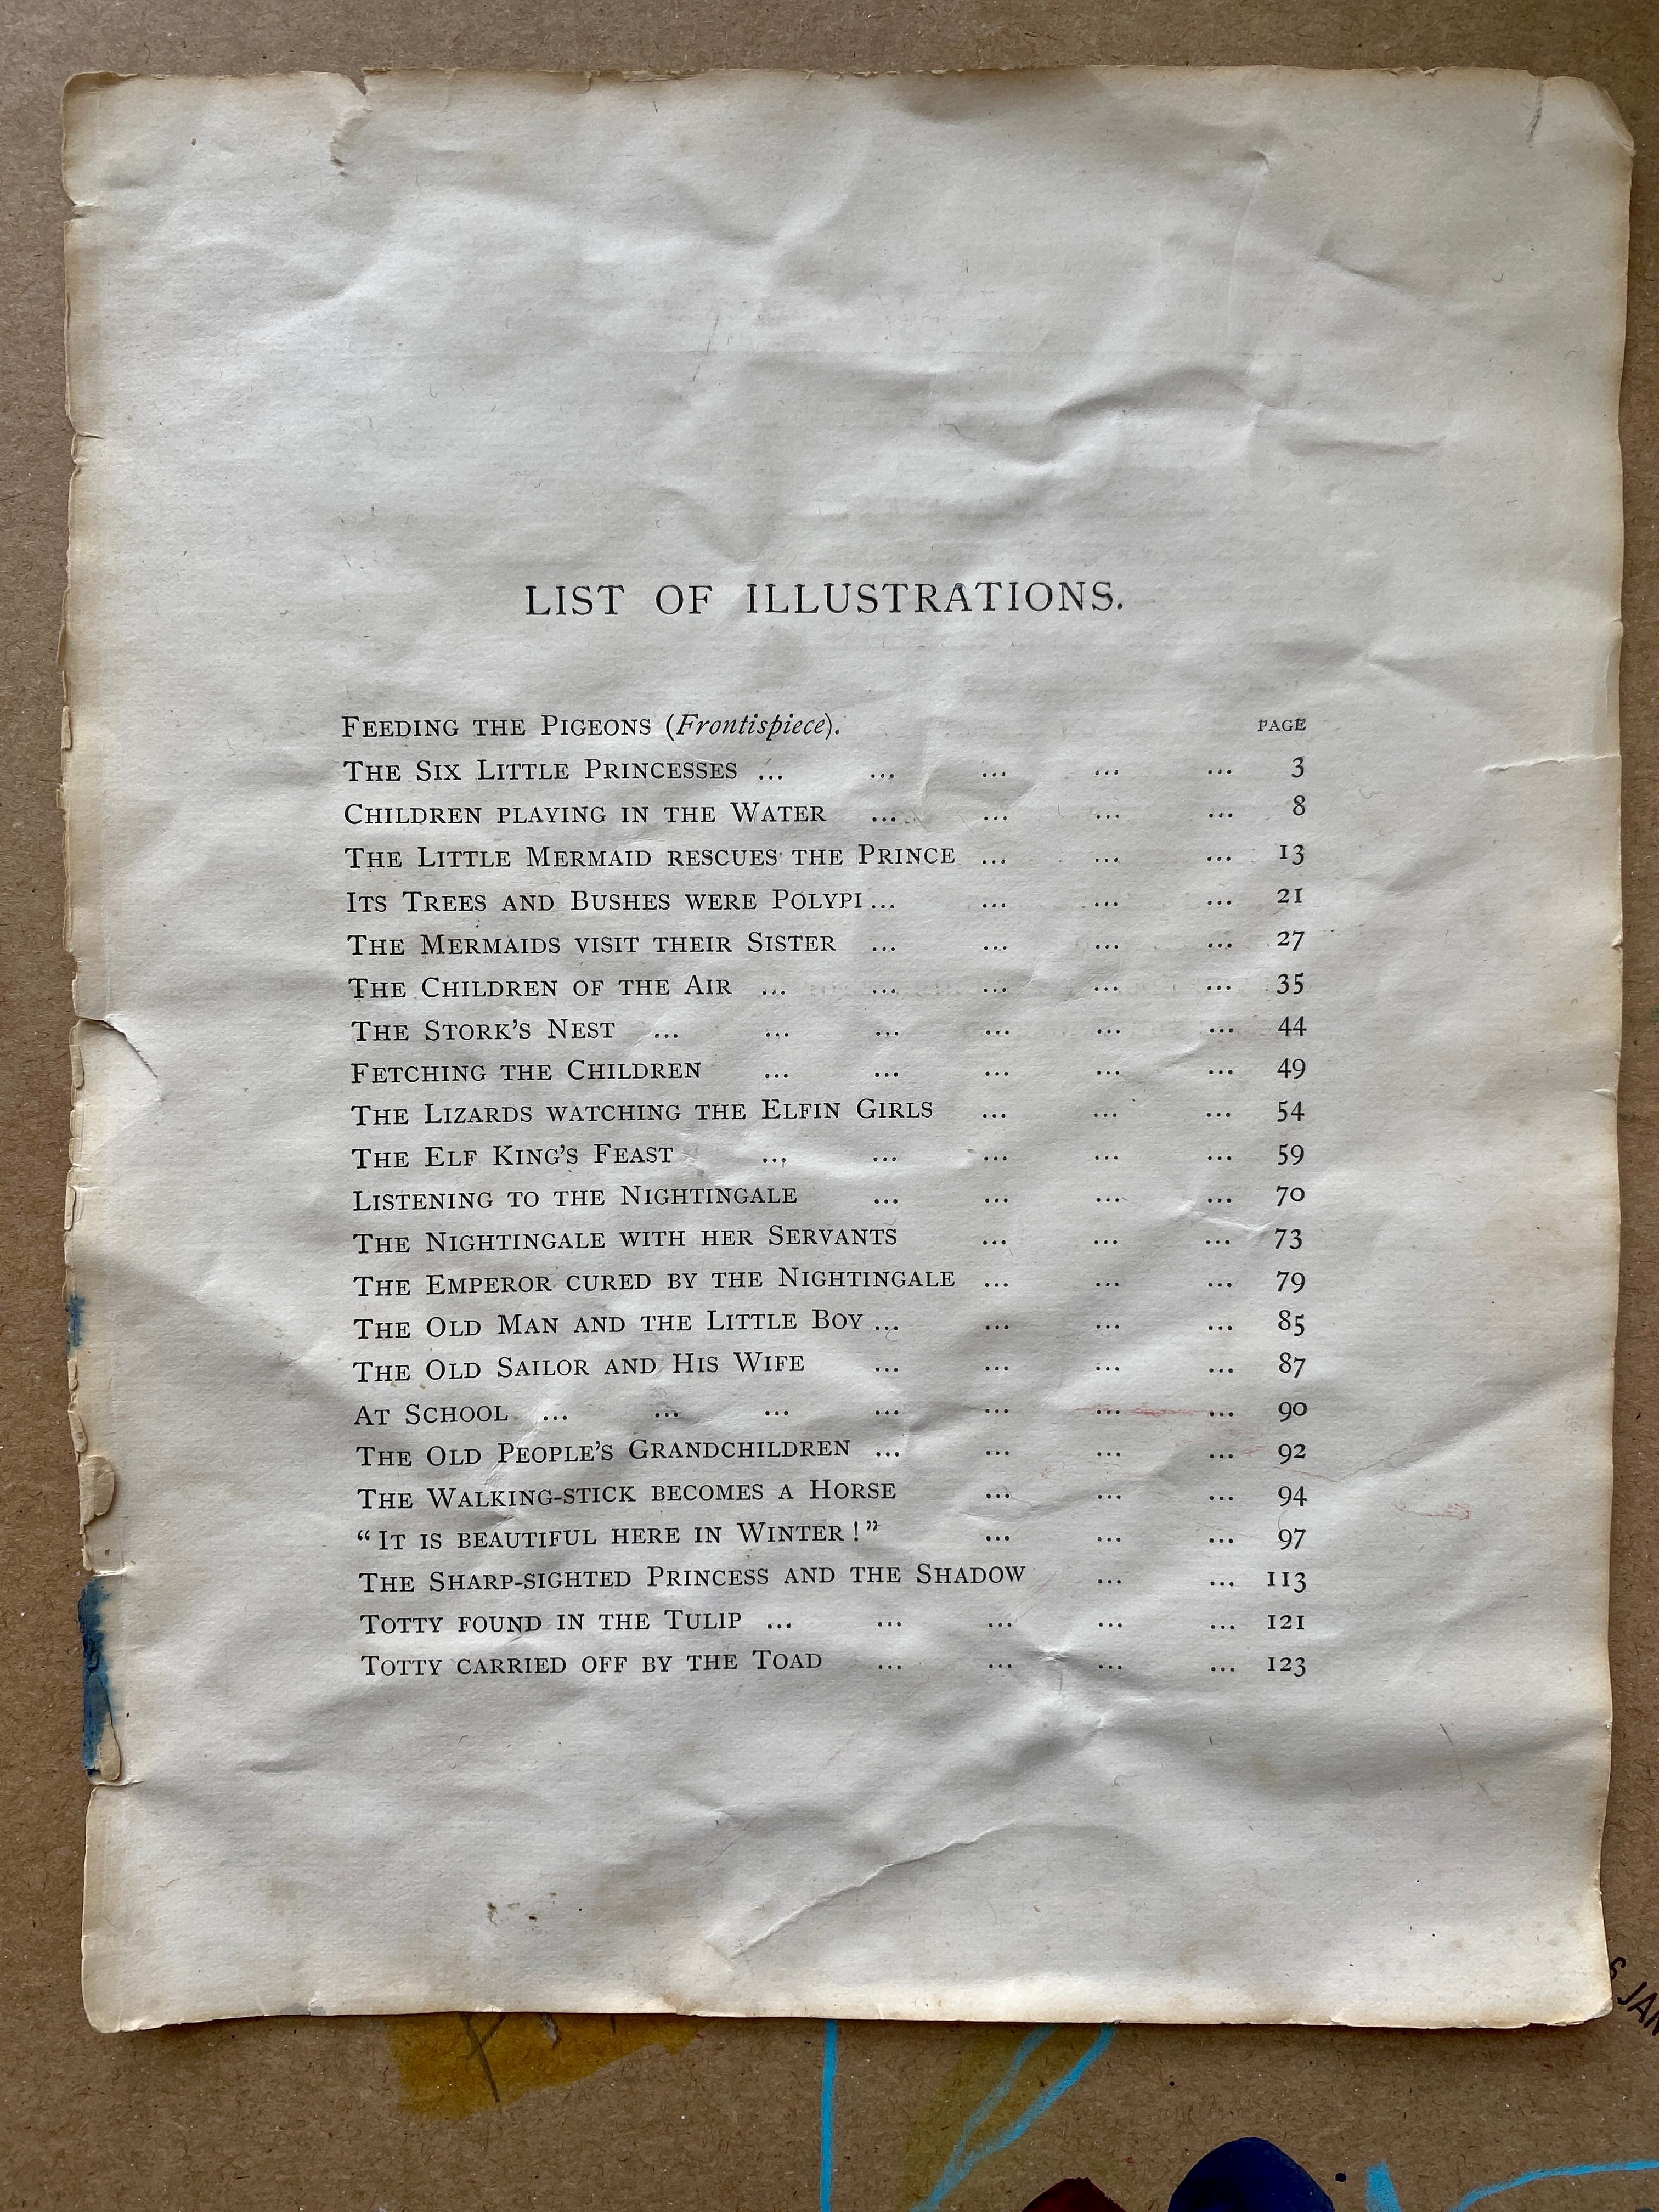 LIST OF ILLUSTRATIONS.
FEEDING THE PIGEONS (Frontispiece). PAGE
THE SIX LITTLE PRINCESSES ... ... ... ... ... 3
CHILDREN PLAYING IN THE WATER ... ... ... ... 8
THE LITTLE MERMAID RESCUES THE PRINCE ... ... ... 13
ITS TREES AND BUSHES WERE POLYPI ... ... ... ... 21
THE MERMAIDS VISIT THEIR SISTER ... ... ... ... 27
THE CHILDREN OF THE AIR ... ... ... ... ... 35
THE STORK'S NEST ... ... ... ... ... ... 44
FETCHING THE CHILDREN ... ... ... ... ... 49
THE LIZARDS WATCHING THE ELFIN GIRLS ... ... ... 54
THE ELF KING'S FEAST ... ... ... ... ... 59
LISTENING TO THE NIGHTINGALE ... ... ... ... 70
THE NIGHTINGALE WITH HER SERVANTS ... ... ... 73
THE EMPEROR CURED BY THE NIGHTINGALE ... ... ... 79
THE OLD MAN AND THE LITTLE BOY ... ... ... ... 85
THE OLD SAILOR AND HIS WIFE ... ... ... ... 87
AT SCHOOL ... ... ... ... ... ... ... 90
THE OLD PEOPLE'S GRANDCHILDREN ... ... ... ... 92
THE WALKING-STICK BECOMES A HORSE ... ... ... 94
"IT IS BEAUTIFUL HERE IN WINTER!" ... ... ... 97
THE SHARP-SIGHTED PRINCESS AND THE SHADOW ... ... 113
TOTTY FOUND IN THE TULIP ... ... ... ... ... 121
TOTTY CARRIED OFF BY THE TOAD ... ... ... ... 123